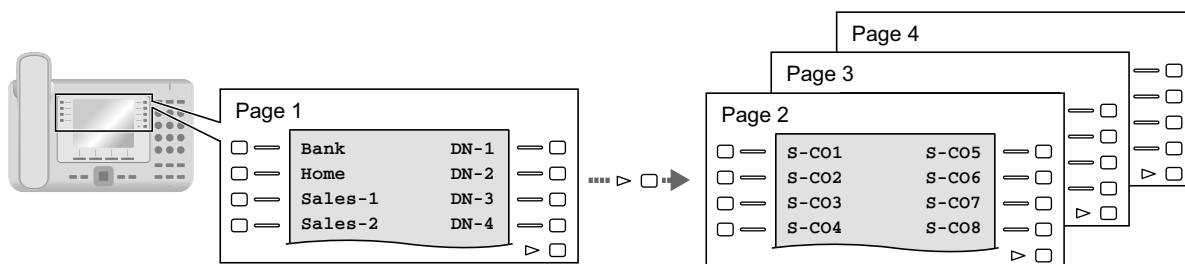 Page 4
Page 3
Page 1
Page 2
Bank DN-1
Home DN-2
Sales-1 DN-3
Sales-2 DN-4
S-CO1 S-CO5
S-CO2 S-CO6
S-CO3 S-CO7
S-CO4 S-CO8